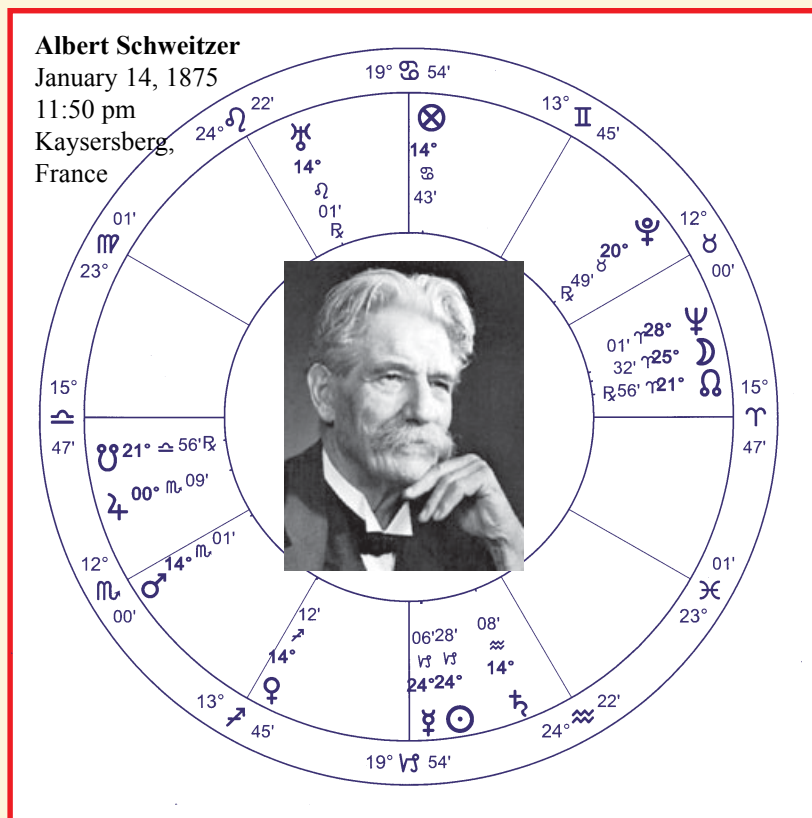 Albert Schweitzer
January 14, 1875
11:50 pm
Kaysersberg,
France
19° ♋ 54'
13° ♊ 45'
24° ♌ 22'
♅ 14° ♌ 01' ℞
⊗ 14° ♋ 43'
♇ 20° ♉ 49' ℞
12° ♉ 00'
01' ♍ 23°
♆ 28° ♈ 01'
☽ 25° ♈ 32'
☊ 21° ♈ 56' ℞
15° ♎ 47'
15° ♈ 47'
☋ 21° ♎ 56' ℞
♃ 00° ♏ 09'
♂ 14° ♏ 01'
12° ♏ 00'
01' ♓ 23°
♀ 14° ♐ 12'
☿ 24° ♑ 06'
☉ 24° ♑ 28'
♄ 14° ♒ 08'
13° ♐ 45'
24° ♒ 22'
19° ♑ 54'